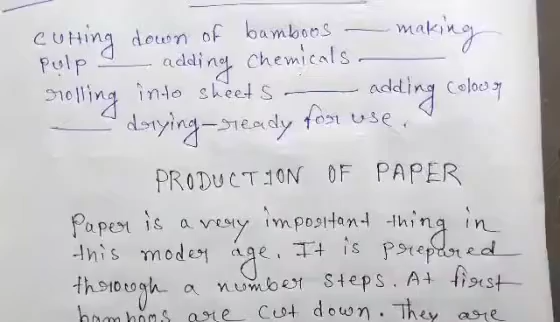 cutting down of bamboos — making
pulp — adding chemicals —
rolling into sheets — adding colour
— drying-ready for use.
PRODUCTION OF PAPER
Paper is a very important thing in
this moder age. It is prepared
through a number steps. At first
bamboos are cut down. They are